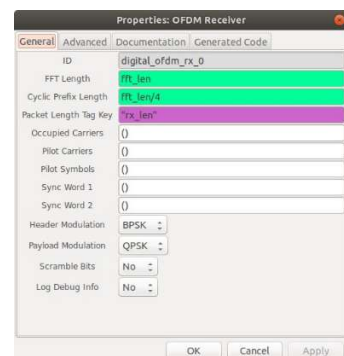 Properties: OFDM Receiver
General Advanced Documentation Generated Code
ID digital_ofdm_rx_0
FFT Length fft_len
Cyclic Prefix Length fft_len/4
Packet Length Tag Key "rx_len"
Occupied Carriers ()
Pilot Carriers ()
Pilot Symbols ()
Sync Word 1 ()
Sync Word 2 ()
Header Modulation BPSK
Payload Modulation QPSK
Scramble Bits No
Log Debug Info No
OK Cancel Apply